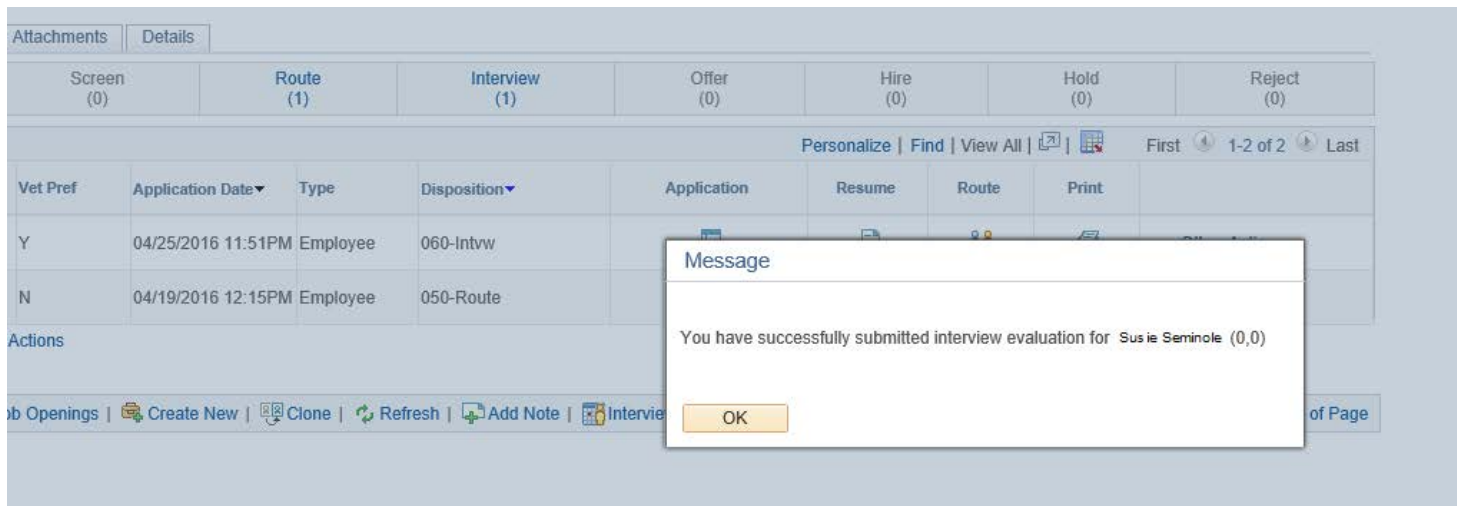 Attachments Details
Screen Route Interview Offer Hire Hold Reject
(0) (1) (1) (0) (0) (0) (0)
Personalize | Find | View All | | First 1-2 of 2 Last
Vet Pref Application Date Type Disposition Application Resume Route Print
Y 04/25/2016 11:51PM Employee 060-Intvw
Message
N 04/19/2016 12:15PM Employee 050-Route
Actions
You have successfully submitted interview evaluation for Susie Seminole (0,0)
Openings | Create New | Clone | Refresh | Add Note | of Page
OK